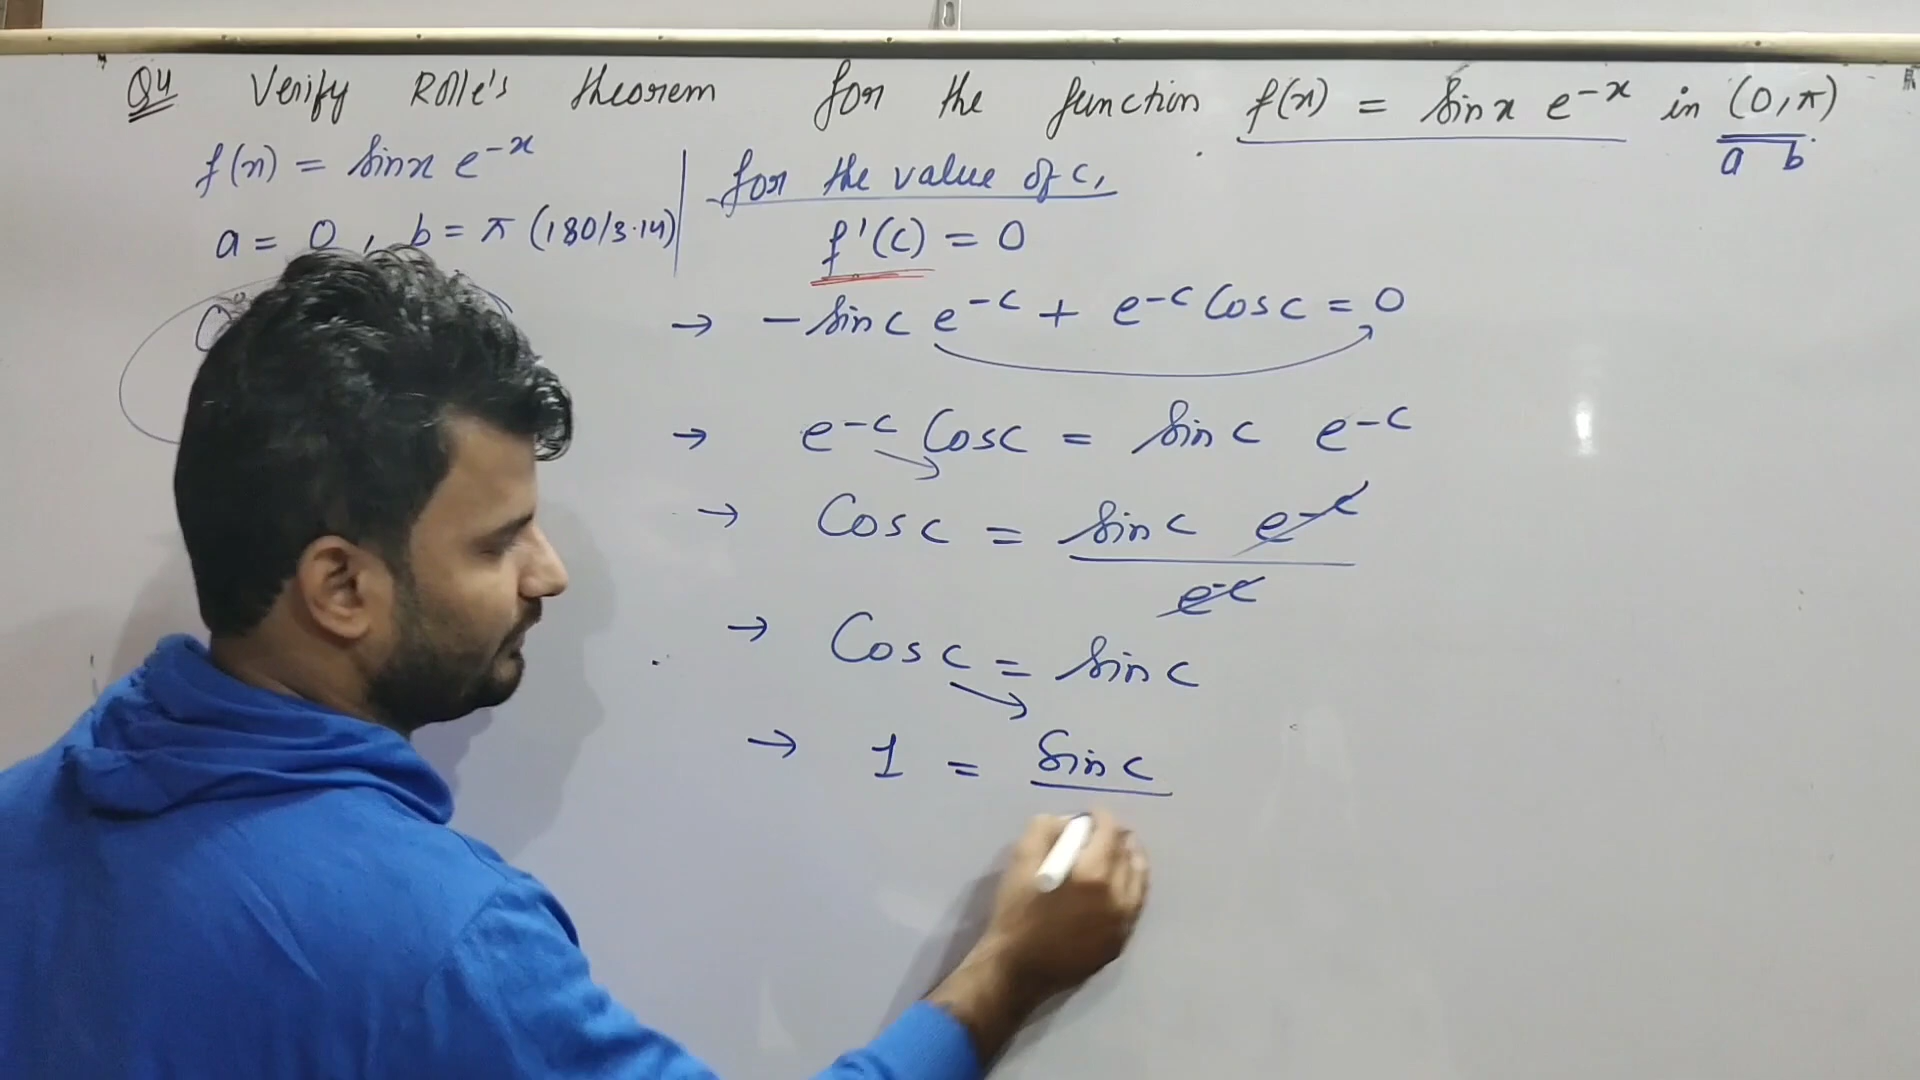 Q4 Verify Rolle's theorem for the function f(x) = sinx e^-x in (0,π)
a b
f(x) = sinx e^-x
a = 0, b = π (180/3.14)
for the value of c,
f'(c) = 0
→ - sin c e^-c + e^-c Cos c = 0
→ e^-c Cos c = sin c e^-c
→ Cos c = sin c e^-c
e^-c
→ Cos c = sin c
→ 1 = sin c